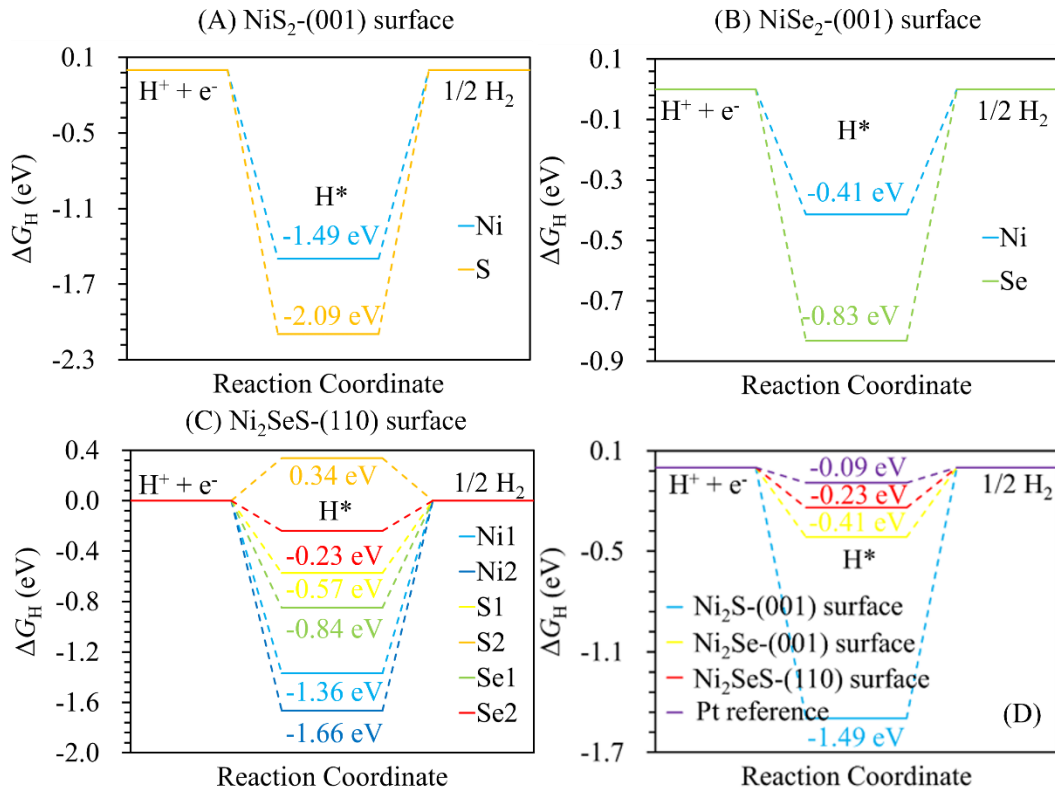 (A) NiS₂-(001) surface
0.1
-0.5
-1.1
-1.7
-2.3
ΔG_H (eV)
H⁺ + e⁻
1/2 H₂
H*
-1.49 eV
-2.09 eV
Ni
S
Reaction Coordinate
(B) NiSe₂-(001) surface
0.1
-0.1
-0.3
-0.5
-0.7
-0.9
ΔG_H (eV)
H⁺ + e⁻
1/2 H₂
H*
-0.41 eV
-0.83 eV
Ni
Se
Reaction Coordinate
(C) Ni₂SeS-(110) surface
0.4
0.0
-0.4
-0.8
-1.2
-1.6
-2.0
ΔG_H (eV)
H⁺ + e⁻
1/2 H₂
0.34 eV
H*
-0.23 eV
-0.57 eV
-0.84 eV
-1.36 eV
-1.66 eV
Ni1
Ni2
S1
S2
Se1
Se2
Reaction Coordinate
0.1
-0.5
-1.1
-1.7
ΔG_H (eV)
H⁺ + e⁻
1/2 H₂
-0.09 eV
-0.23 eV
-0.41 eV
H*
Ni₂S-(001) surface
Ni₂Se-(001) surface
Ni₂SeS-(110) surface
Pt reference
-1.49 eV
(D)
Reaction Coordinate